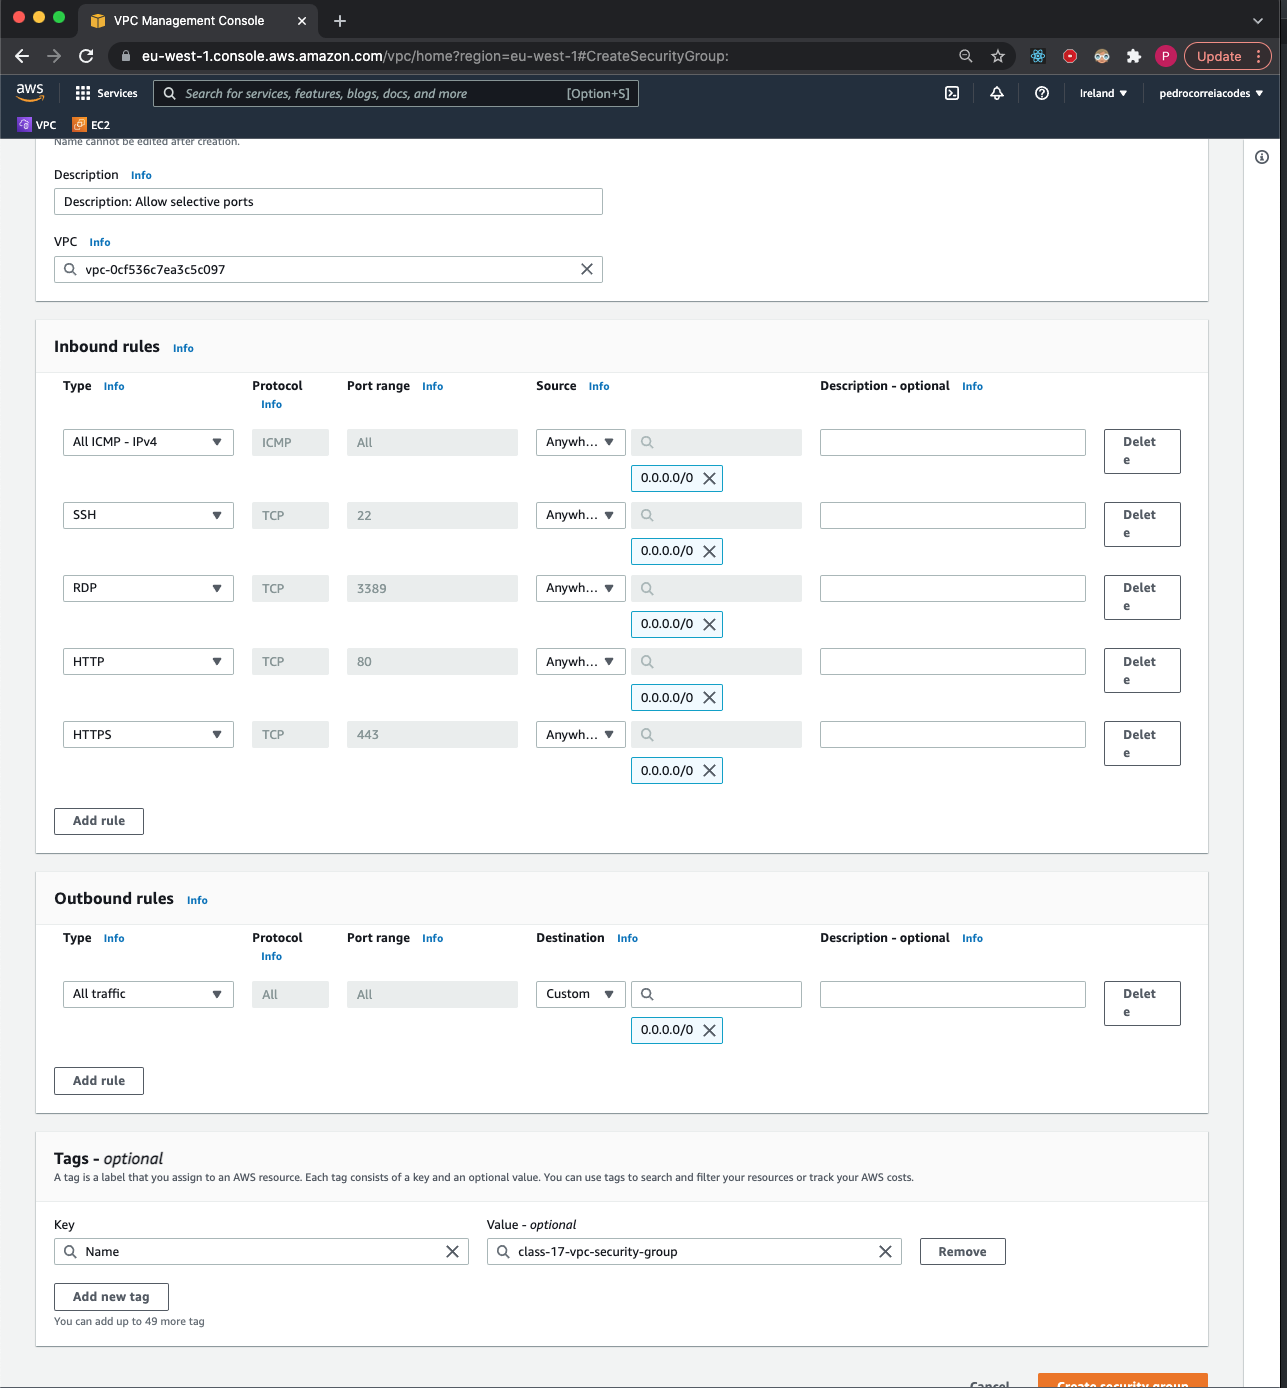 VPC Management Console
eu-west-1.console.aws.amazon.com/vpc/home?region=eu-west-1#CreateSecurityGroup:
P
Update
aws
Services
Search for services, features, blogs, docs, and more
[Option+S]
Ireland
pedrocorreiacodes
VPC
EC2
Name cannot be edited after creation.
Description Info
Description: Allow selective ports
VPC Info
vpc-0cf536c7ea3c5c097
Inbound rules Info
Type Info Protocol Port range Info Source Info Description - optional Info
Info
All ICMP - IPv4 ICMP All Anywh... Delet
e
0.0.0.0/0
SSH TCP 22 Anywh... Delet
e
0.0.0.0/0
RDP TCP 3389 Anywh... Delet
e
0.0.0.0/0
HTTP TCP 80 Anywh... Delet
e
0.0.0.0/0
HTTPS TCP 443 Anywh... Delet
e
0.0.0.0/0
Add rule
Outbound rules Info
Type Info Protocol Port range Info Destination Info Description - optional Info
Info
All traffic All All Custom Delet
e
0.0.0.0/0
Add rule
Tags - optional
A tag is a label that you assign to an AWS resource. Each tag consists of a key and an optional value. You can use tags to search and filter your resources or track your AWS costs.
Key Value - optional
Name class-17-vpc-security-group Remove
Add new tag
You can add up to 49 more tag
Cancel Create security group